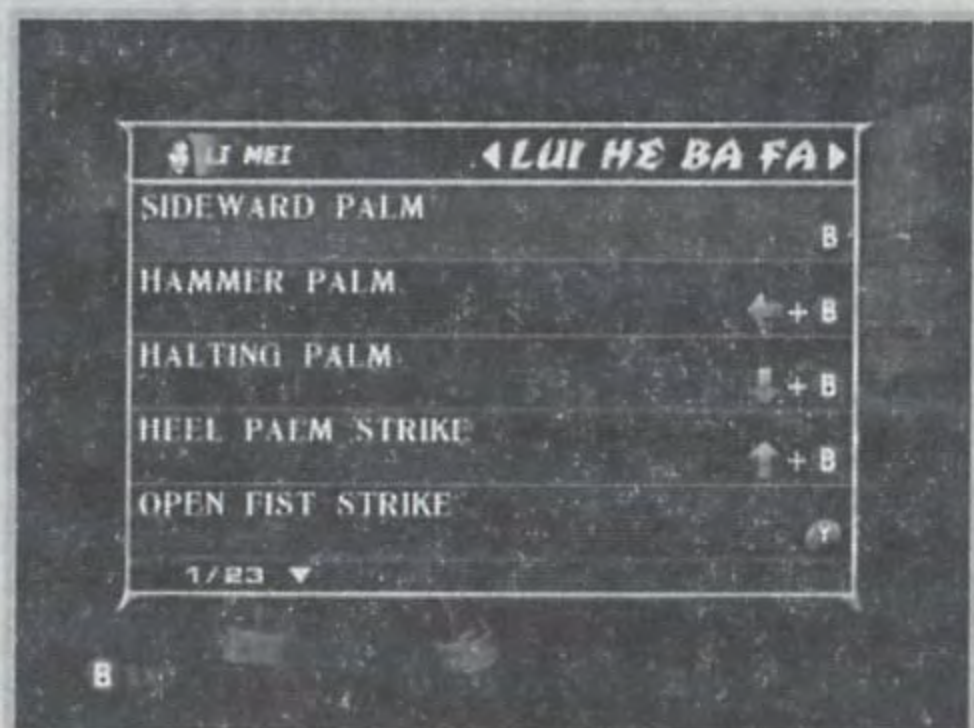 LI MEI
LUI HE BA FA
SIDEWARD PALM
B
HAMMER PALM
+ B
HALTING PALM
+ B
HEEL PALM STRIKE
+ B
OPEN FIST STRIKE
Y
1/23
B